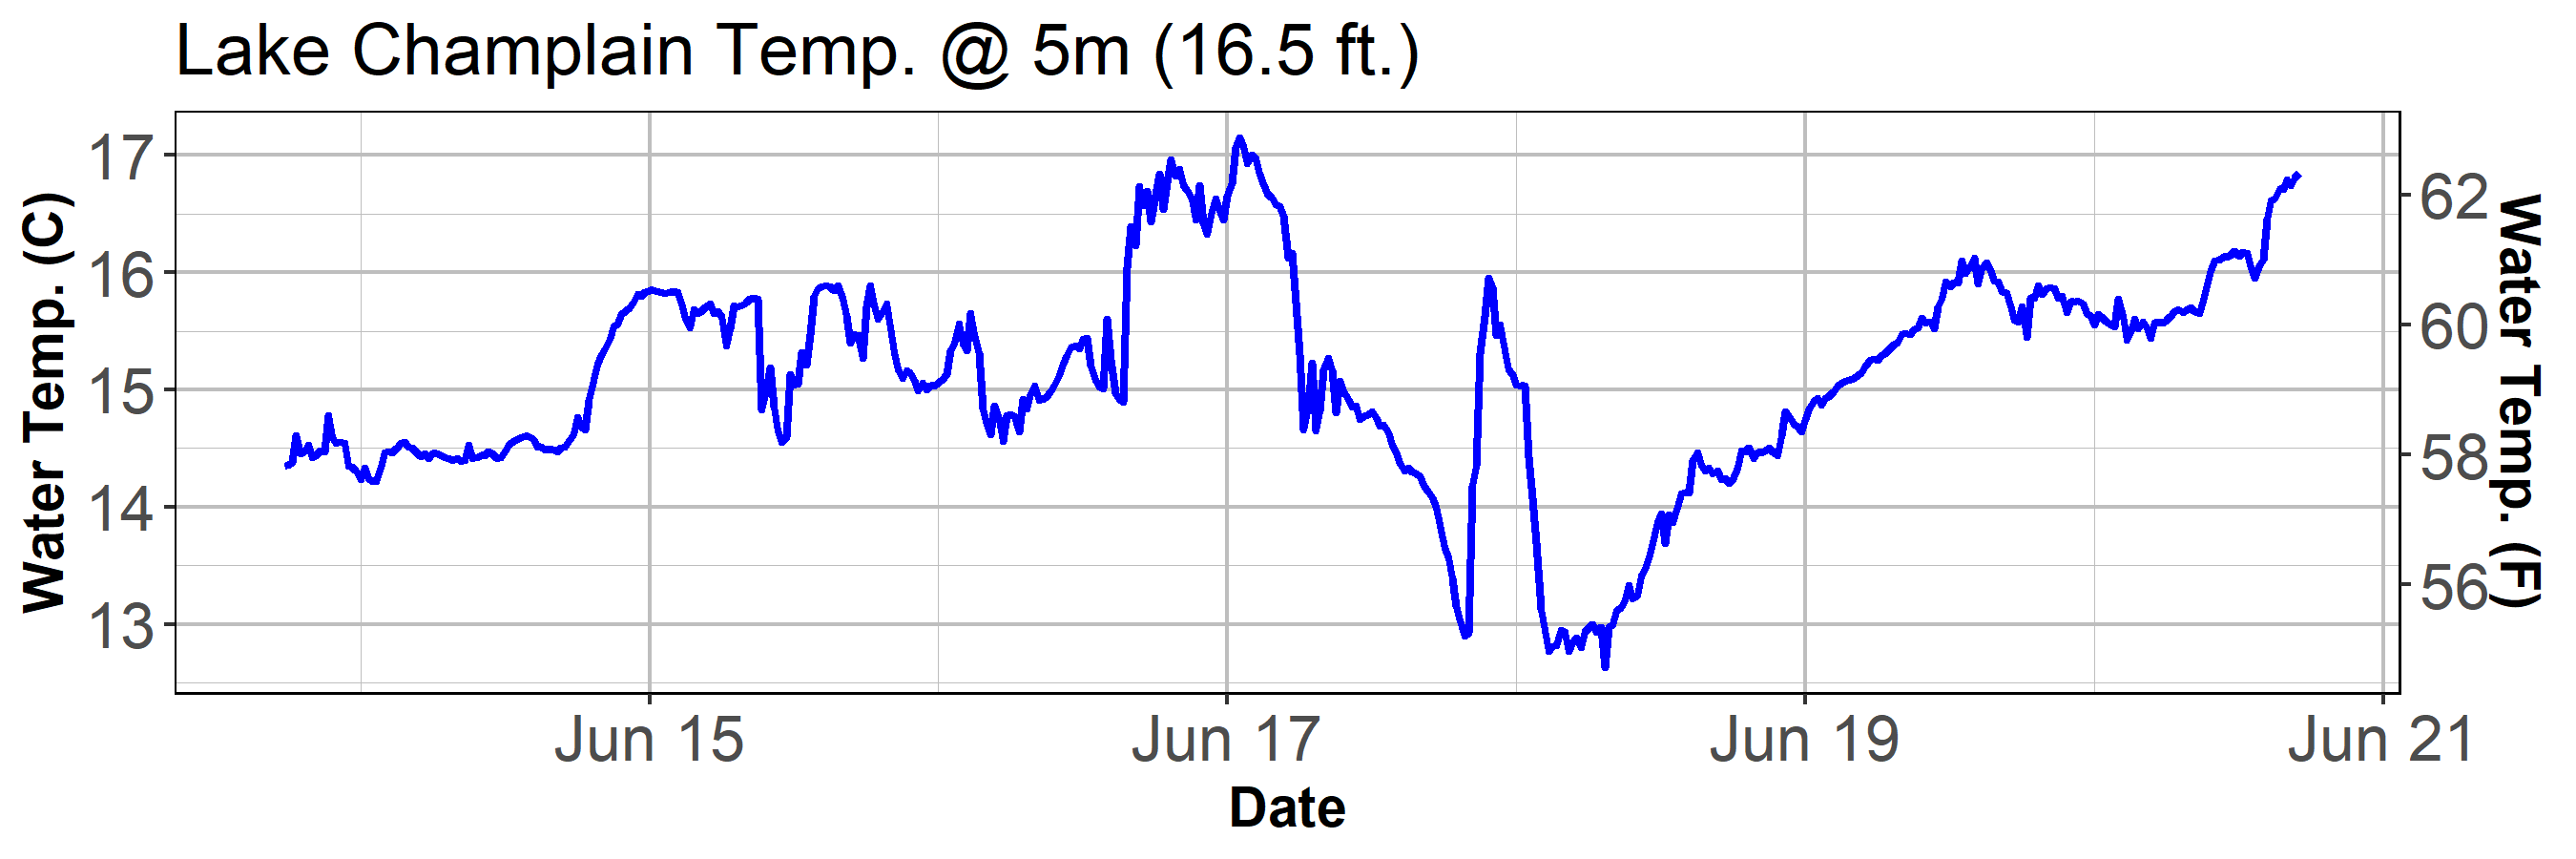 Lake Champlain Temp. @ 5m (16.5 ft.)
Water Temp. (C)
17
16
15
14
13
62
60
58
56
Water Temp. (F)
Jun 15 Jun 17 Jun 19 Jun 21
Date